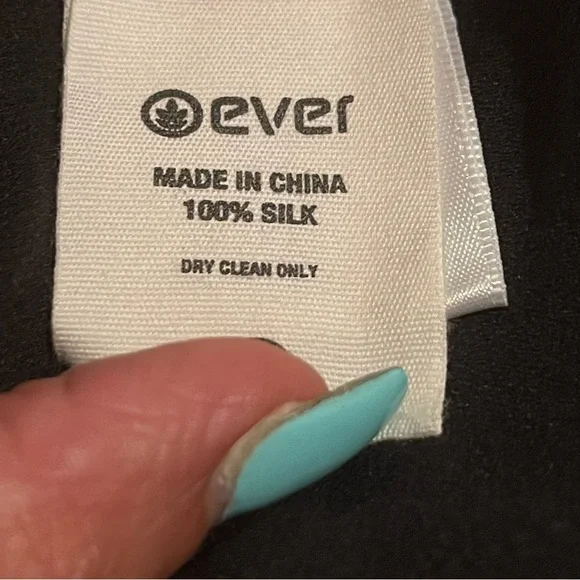 ever
MADE IN CHINA
100% SILK
DRY CLEAN ONLY